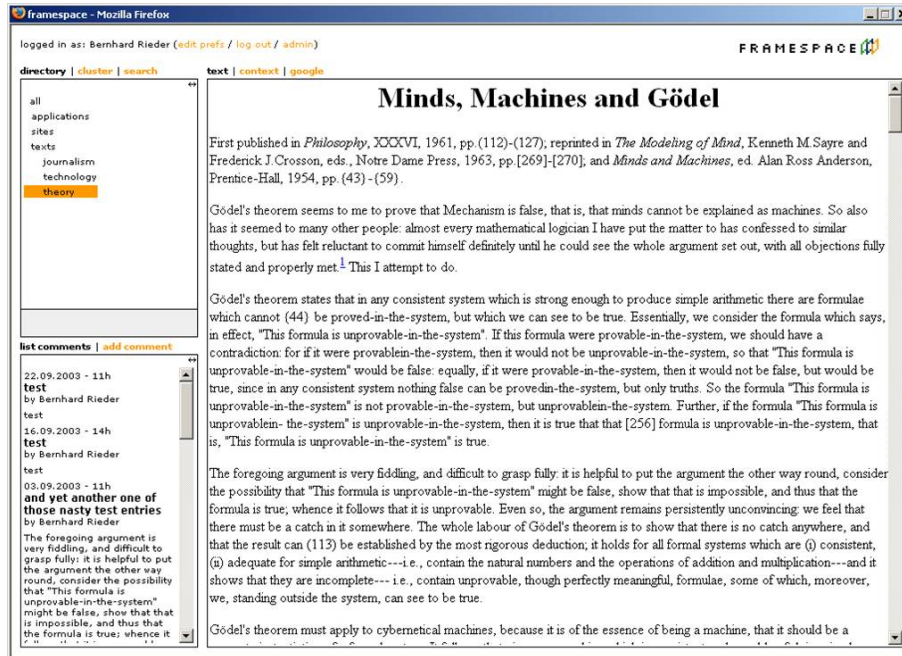 framespace - Mozilla Firefox
logged in as: Bernhard Rieder (edit prefs / log out / admin)
FRAMESPACE
directory | cluster | search
all
applications
sites
texts
journalism
technology
theory
list comments | add comment
22.09.2003 - 11h
test
by Bernhard Rieder
test
16.09.2003 - 14h
test
by Bernhard Rieder
test
03.09.2003 - 11h
and yet another one of
those nasty test entries
by Bernhard Rieder
The foregoing argument is
very fiddling, and difficult to
grasp fully: it is helpful to put
the argument the other way
round, consider the possibility
that "This formula is
unprovable-in-the-system"
might be false, show that that
is impossible, and thus that
the formula is true; whence it
text | context | google
Minds, Machines and Gödel
First published in Philosophy, XXXVI, 1961, pp.(112)-(127); reprinted in The Modeling of Mind, Kenneth M.Sayre and
Frederick J.Crosson, eds., Notre Dame Press, 1963, pp.[269]-[270]; and Minds and Machines, ed. Alan Ross Anderson,
Prentice-Hall, 1954, pp.{43}-{59}.
Gödel's theorem seems to me to prove that Mechanism is false, that is, that minds cannot be explained as machines. So also
has it seemed to many other people: almost every mathematical logician I have put the matter to has confessed to similar
thoughts, but has felt reluctant to commit himself definitely until he could see the whole argument set out, with all objections fully
stated and properly met.1 This I attempt to do.
Gödel's theorem states that in any consistent system which is strong enough to produce simple arithmetic there are formulae
which cannot {44} be proved-in-the-system, but which we can see to be true. Essentially, we consider the formula which says,
in effect, "This formula is unprovable-in-the-system". If this formula were provable-in-the-system, we should have a
contradiction: for if it were provablein-the-system, then it would not be unprovable-in-the-system, so that "This formula is
unprovable-in-the-system" would be false: equally, if it were provable-in-the-system, then it would not be false, but would be
true, since in any consistent system nothing false can be provedin-the-system, but only truths. So the formula "This formula is
unprovable-in-the-system" is not provable-in-the-system, but unprovablein-the-system. Further, if the formula "This formula is
unprovablein- the-system" is unprovable-in-the-system, then it is true that that [256] formula is unprovable-in-the-system, that
is, "This formula is unprovable-in-the-system" is true.
The foregoing argument is very fiddling, and difficult to grasp fully: it is helpful to put the argument the other way round, consider
the possibility that "This formula is unprovable-in-the-system" might be false, show that that is impossible, and thus that the
formula is true; whence it follows that it is unprovable. Even so, the argument remains persistently unconvincing: we feel that
there must be a catch in it somewhere. The whole labour of Gödel's theorem is to show that there is no catch anywhere, and
that the result can (113) be established by the most rigorous deduction; it holds for all formal systems which are (i) consistent,
(ii) adequate for simple arithmetic---i.e., contain the natural numbers and the operations of addition and multiplication---and it
shows that they are incomplete--- i.e., contain unprovable, though perfectly meaningful, formulae, some of which, moreover,
we, standing outside the system, can see to be true.
Gödel's theorem must apply to cybernetical machines, because it is of the essence of being a machine, that it should be a